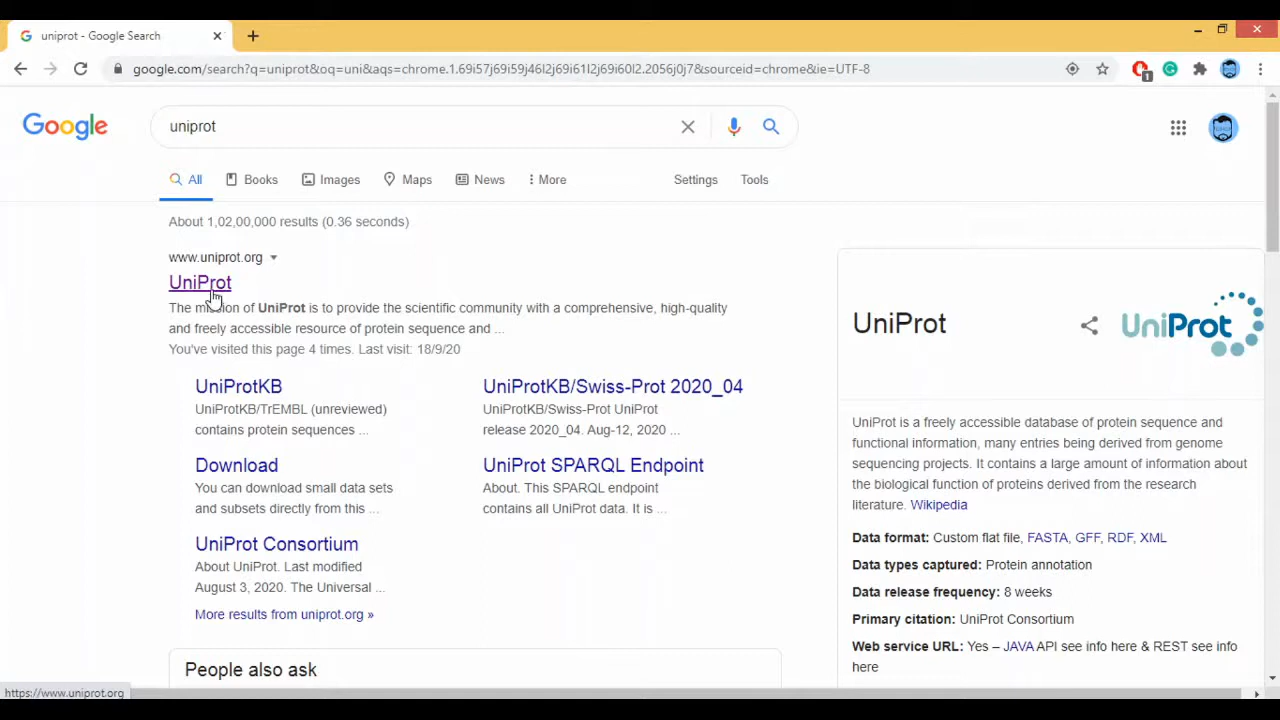 uniprot - Google Search
google.com/search?q=uniprot&oq=uni&aqs=chrome.1.69i57j69i59j46l2j69i61l2j69i60l2.2056j0j7&sourceid=chrome&ie=UTF-8
1
Google
uniprot
All Books Images Maps News More Settings Tools
About 1,02,00,000 results (0.36 seconds)
www.uniprot.org
UniProt
The mission of UniProt is to provide the scientific community with a comprehensive, high-quality
and freely accessible resource of protein sequence and ...
You've visited this page 4 times. Last visit: 18/9/20
UniProtKB
UniProtKB/TrEMBL (unreviewed)
contains protein sequences ...
UniProtKB/Swiss-Prot 2020_04
UniProtKB/Swiss-Prot UniProt
release 2020_04. Aug-12, 2020 ...
Download
You can download small data sets
and subsets directly from this ...
UniProt SPARQL Endpoint
About. This SPARQL endpoint
contains all UniProt data. It is ...
UniProt Consortium
About UniProt. Last modified
August 3, 2020. The Universal ...
More results from uniprot.org »
People also ask
UniProt
UniProt
UniProt is a freely accessible database of protein sequence and
functional information, many entries being derived from genome
sequencing projects. It contains a large amount of information about
the biological function of proteins derived from the research
literature. Wikipedia
Data format: Custom flat file, FASTA, GFF, RDF, XML
Data types captured: Protein annotation
Data release frequency: 8 weeks
Primary citation: UniProt Consortium
Web service URL: Yes – JAVA API see info here & REST see info
here
https://www.uniprot.org